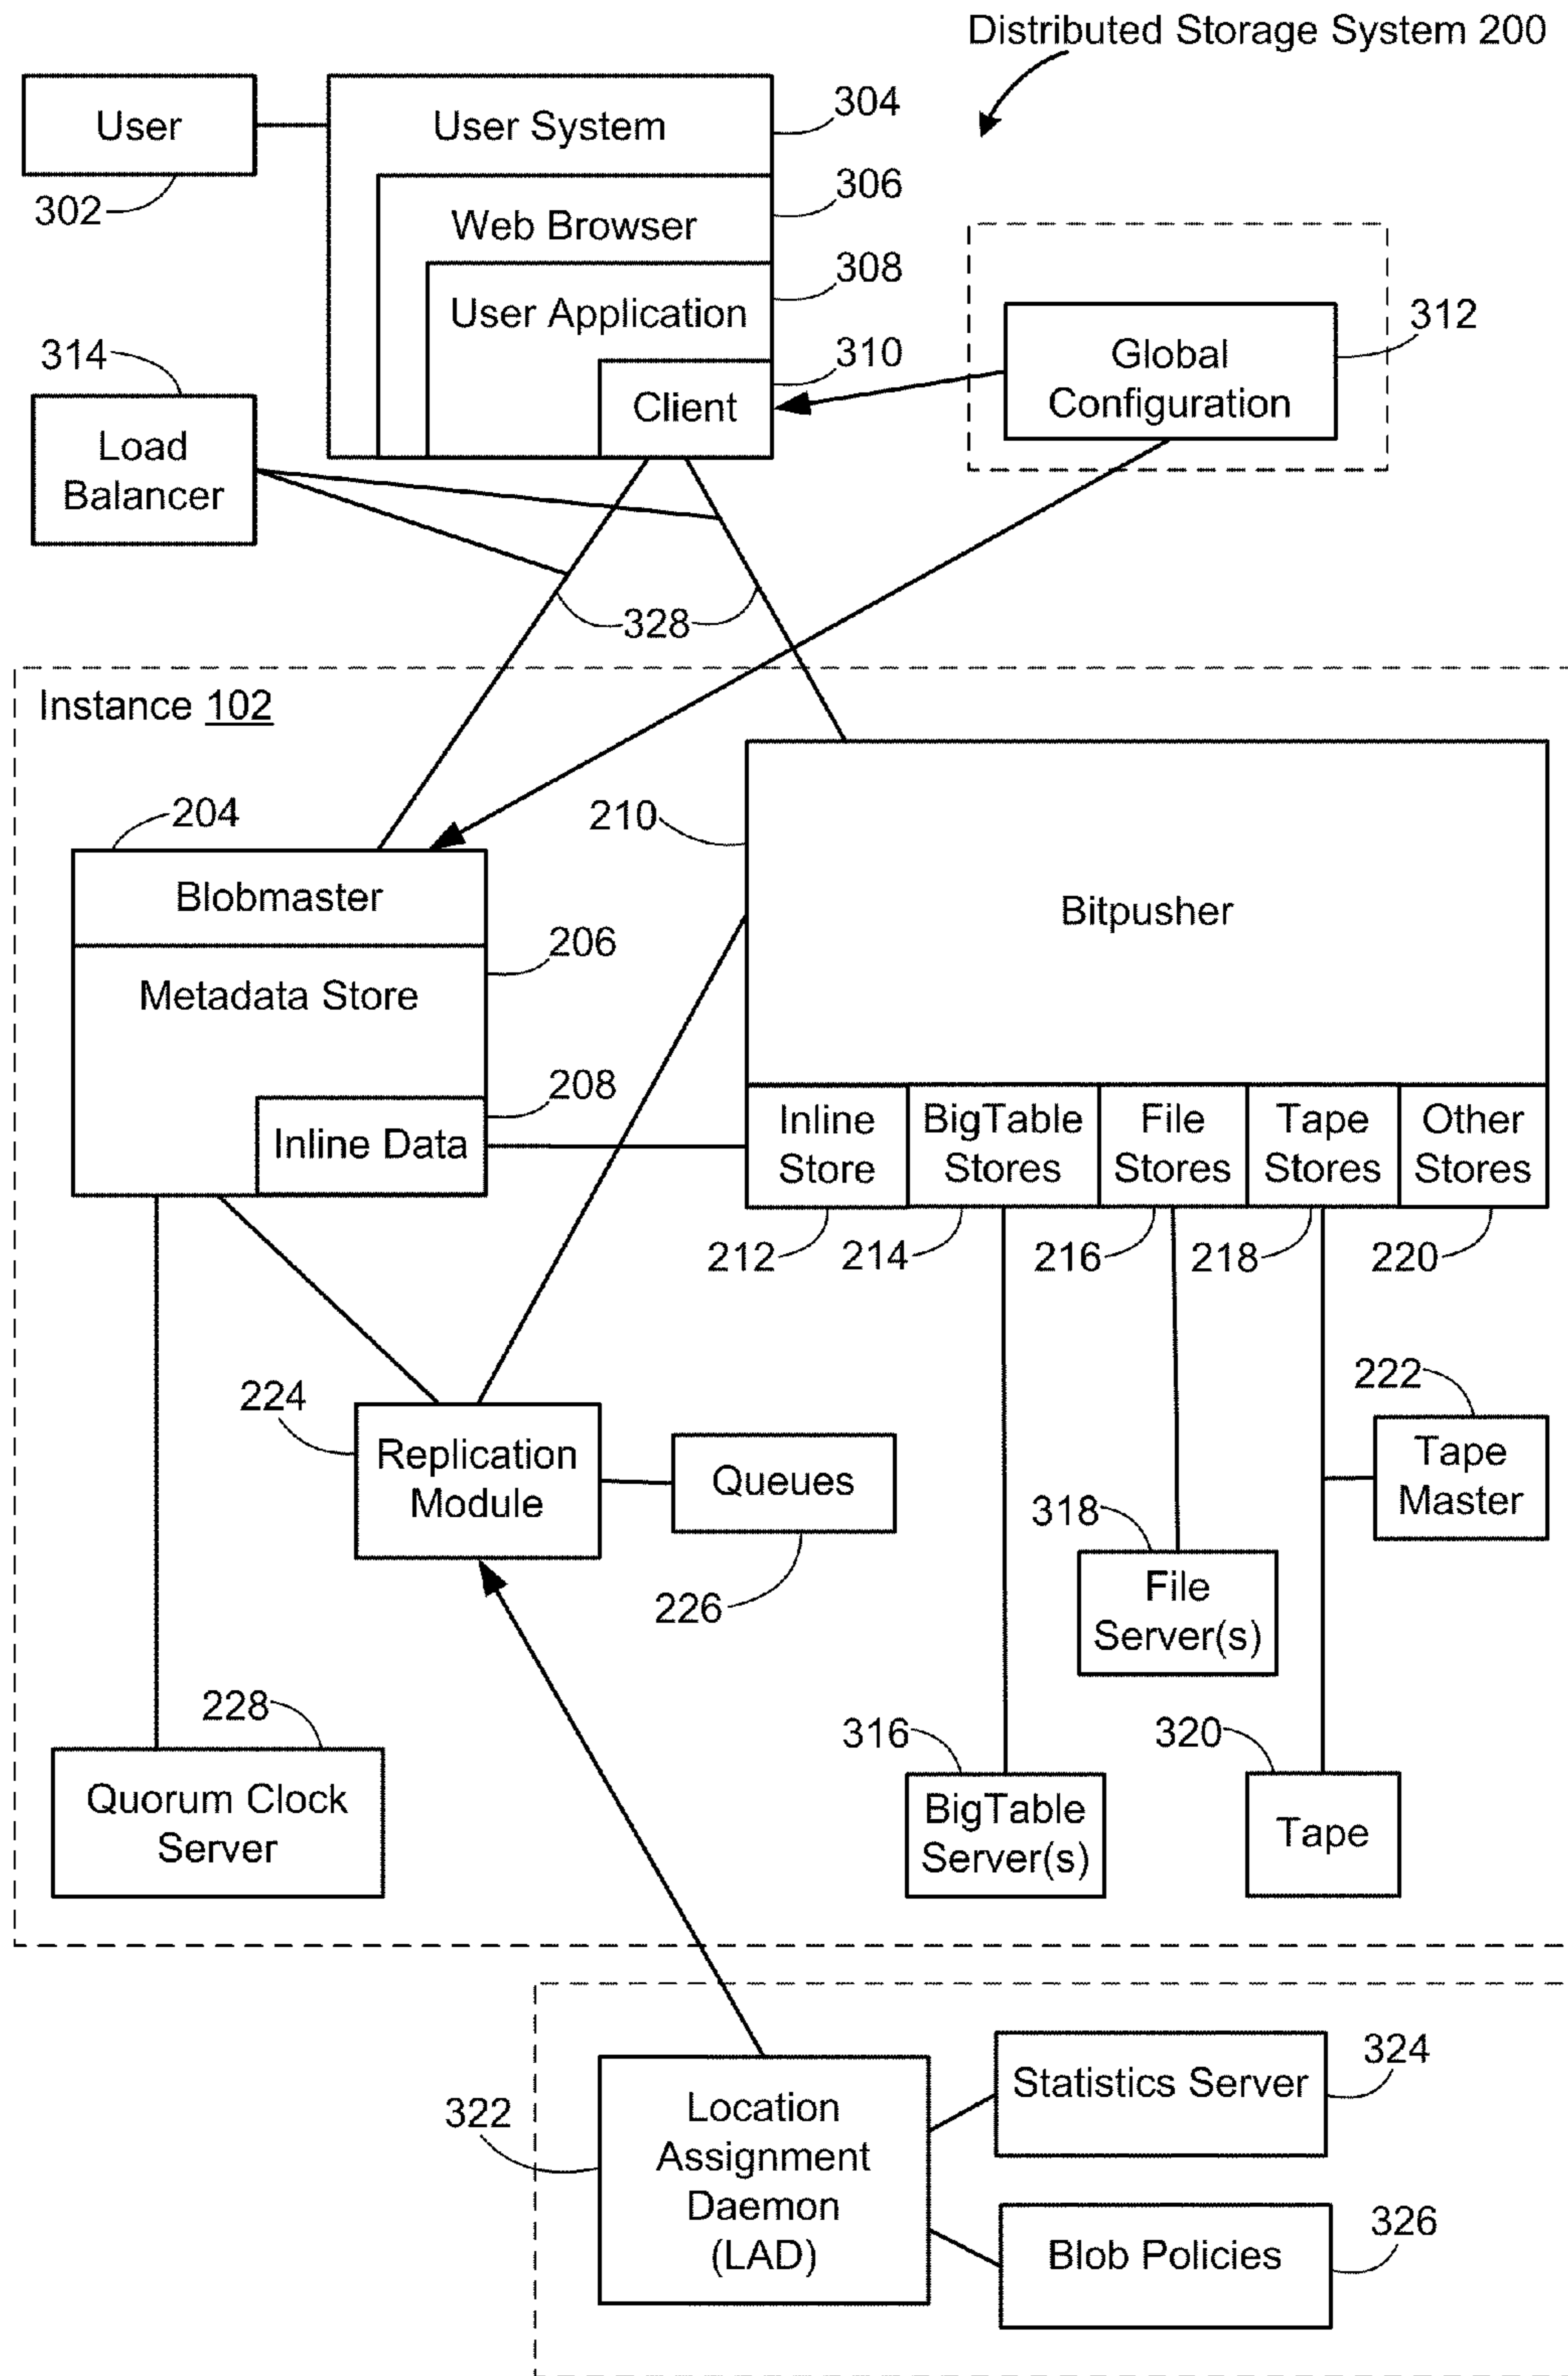 Distributed Storage System 200
User
302
User System
304
Web Browser
306
User Application
308
Client
310
Global
Configuration
312
314
Load
Balancer
328
Instance 102
204
Blobmaster
206
Metadata Store
208
Inline Data
210
Bitpusher
Inline
Store
BigTable
Stores
File
Stores
Tape
Stores
Other
Stores
212
214
216
218
220
224
Replication
Module
Queues
226
222
Tape
Master
318
File
Server(s)
228
Quorum Clock
Server
316
BigTable
Server(s)
320
Tape
322
Location
Assignment
Daemon
(LAD)
Statistics Server
324
Blob Policies
326